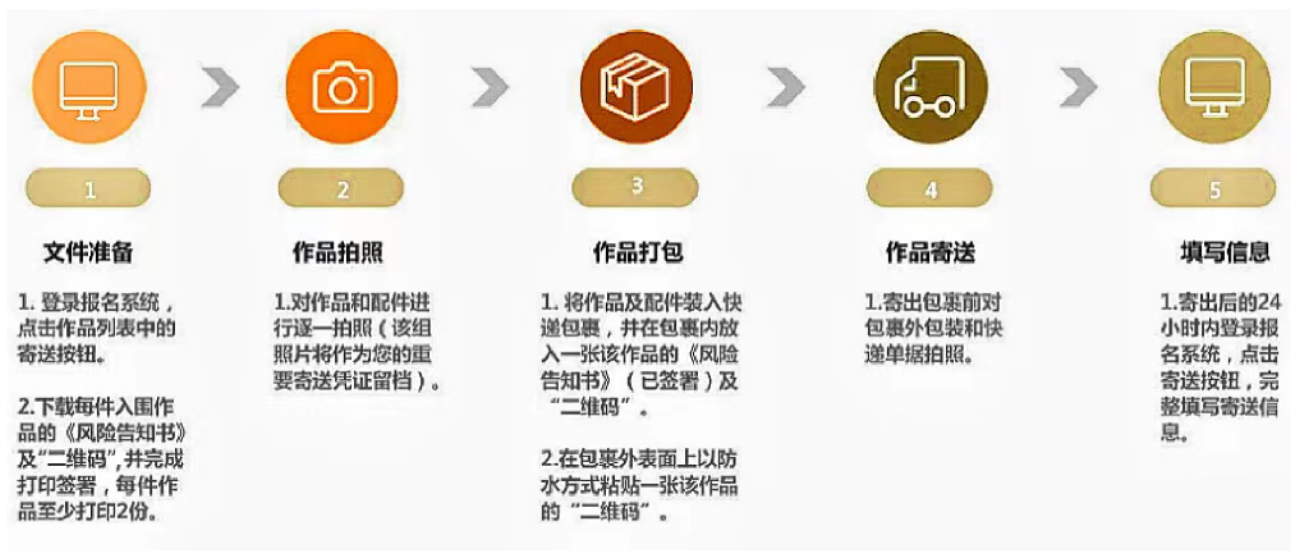 1
文件准备
1. 登录报名系统，
点击作品列表中的
寄送按钮。
2.下载每件入围作
品的《风险告知书》
及“二维码”,并完成
打印签署，每件作
品至少打印2份。
2
作品拍照
1.对作品和配件进
行逐一拍照（该组
照片将作为您的重
要寄送凭证留档）。
3
作品打包
1. 将作品及配件装入快
递包裹，并在包裹内放
入一张该作品的《风险
告知书》（已签署）及
“二维码”。
2.在包裹外表面上以防
水方式粘贴一张该作品
的“二维码”。
4
作品寄送
1.寄出包裹前对
包裹外包装和快
递单据拍照。
5
填写信息
1.寄出后的24
小时内登录报
名系统，点击
寄送按钮，完
整填写寄送信
息。